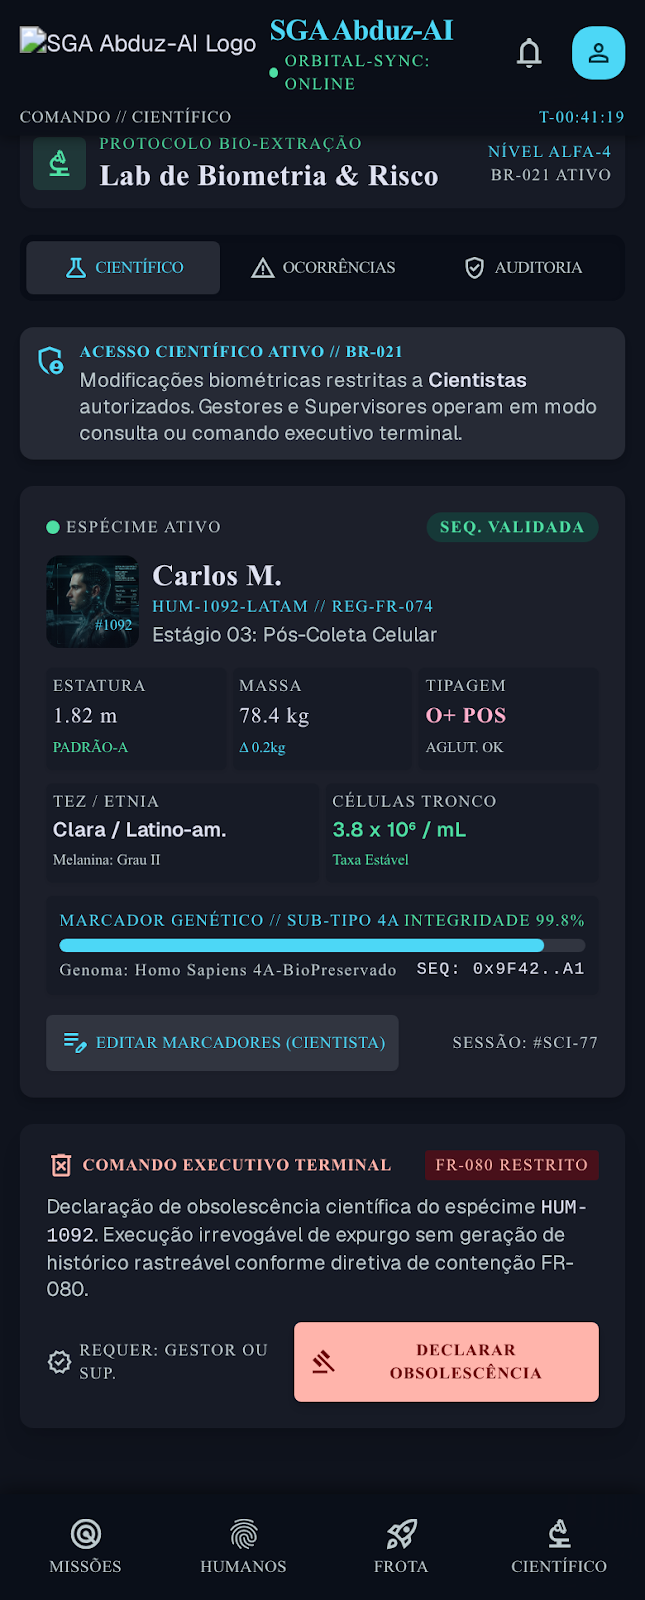 SGA Abduz-AI Logo
SGA Abduz-AI
ORBITAL-SYNC:
ONLINE
COMANDO // CIENTÍFICO
T-00:41:19
PROTOCOLO BIO-EXTRAÇÃO
Lab de Biometria & Risco
NÍVEL ALFA-4
BR-021 ATIVO
CIENTÍFICO
OCORRÊNCIAS
AUDITORIA
ACESSO CIENTÍFICO ATIVO // BR-021
Modificações biométricas restritas a Cientistas
autorizados. Gestores e Supervisores operam em modo
consulta ou comando executivo terminal.
ESPÉCIME ATIVO
SEQ. VALIDADA
#1092
Carlos M.
HUM-1092-LATAM // REG-FR-074
Estágio 03: Pós-Coleta Celular
ESTATURA
1.82 m
PADRÃO-A
MASSA
78.4 kg
Δ 0.2kg
TIPAGEM
O+ POS
AGLUT. OK
TEZ / ETNIA
Clara / Latino-am.
Melanina: Grau II
CÉLULAS TRONCO
3.8 x 10⁶ / mL
Taxa Estável
MARCADOR GENÉTICO // SUB-TIPO 4A INTEGRIDADE 99.8%
Genoma: Homo Sapiens 4A-BioPreservado
SEQ: 0x9F42..A1
EDITAR MARCADORES (CIENTISTA)
SESSÃO: #SCI-77
COMANDO EXECUTIVO TERMINAL
FR-080 RESTRITO
Declaração de obsolescência científica do espécime HUM-
1092. Execução irrevogável de expurgo sem geração de
histórico rastreável conforme diretiva de contenção FR-
080.
REQUER: GESTOR OU
SUP.
DECLARAR
OBSOLESCÊNCIA
MISSÕES
HUMANOS
FROTA
CIENTÍFICO